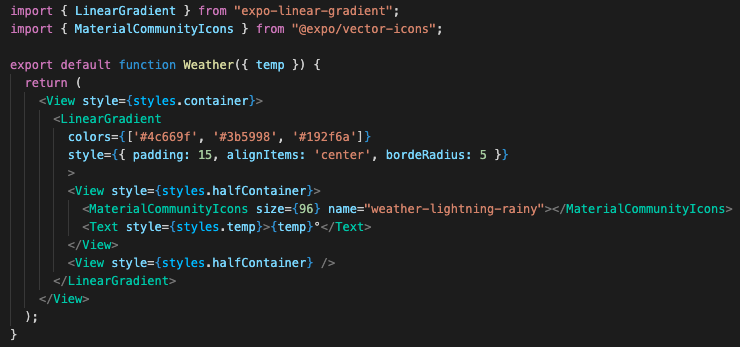 import { LinearGradient } from "expo-linear-gradient";
import { MaterialCommunityIcons } from "@expo/vector-icons";
export default function Weather({ temp }) {
return (
<View style={styles.container}>
<LinearGradient
colors={['#4c669f', '#3b5998', '#192f6a']}
style={{ padding: 15, alignItems: 'center', bordeRadius: 5 }}
>
<View style={styles.halfContainer}>
<MaterialCommunityIcons size={96} name="weather-lightning-rainy"></MaterialCommunityIcons>
<Text style={styles.temp}>{temp}°</Text>
</View>
<View style={styles.halfContainer} />
</LinearGradient>
</View>
);
}